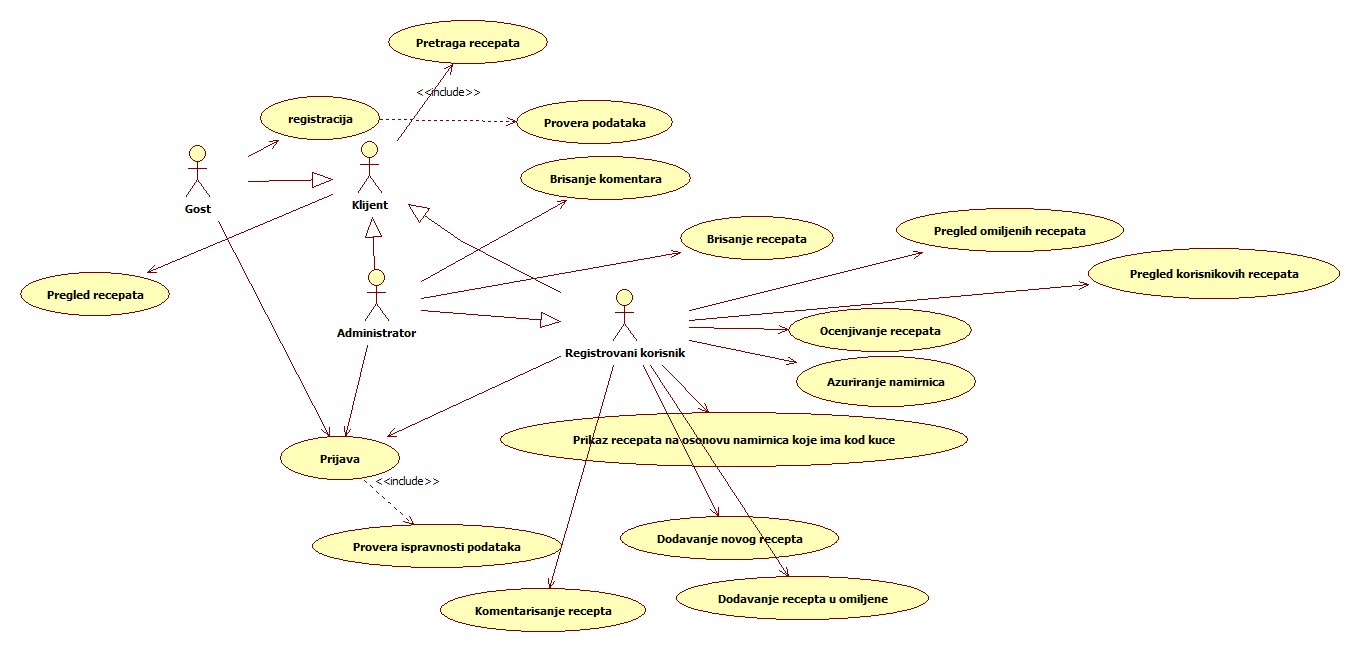 Pretraga recepata
<<include>>
registracija
Provera podataka
Brisanje komentara
Gost
Klijent
Pregled omiljenih recepata
Brisanje recepata
Pregled korisnikovih recepata
Pregled recepata
Administrator
Ocenjivanje recepata
Registrovani korisnik
Azuriranje namirnica
Prikaz recepata na osonovu namirnica koje ima kod kuce
Prijava
<<include>>
Dodavanje novog recepta
Provera ispravnosti podataka
Dodavanje recepta u omiljene
Komentarisanje recepta